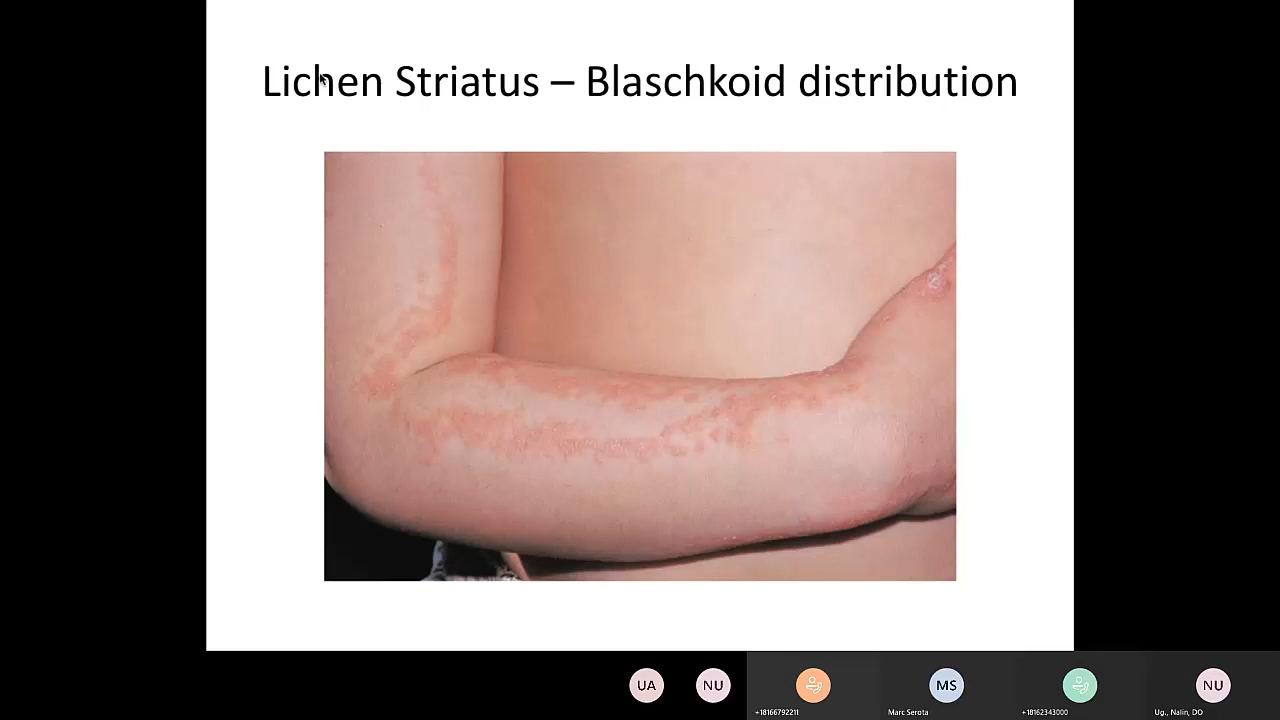 Lichen Striatus – Blaschkoid distribution
UA
NU
MS
NU
+18166792211
Marc Serota
+18162343000
Ug., Nalin, DO